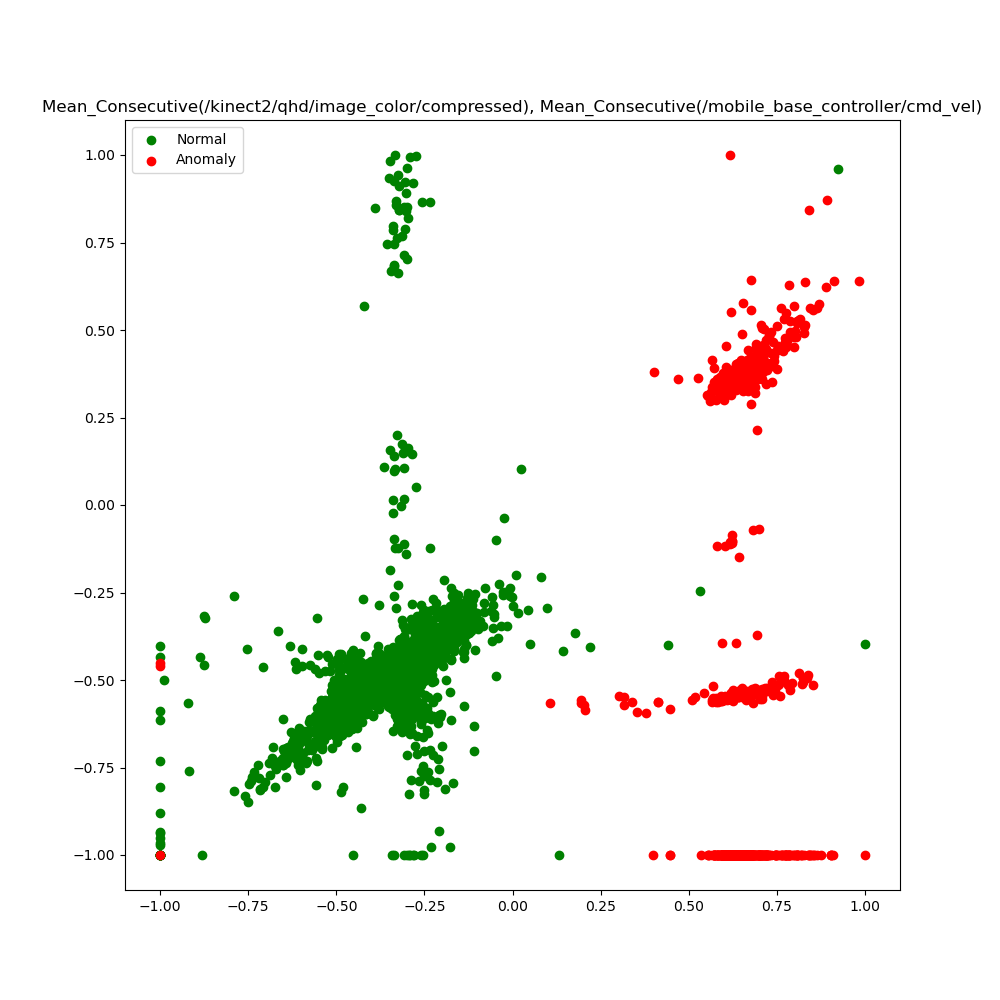 Mean_Consecutive(/kinect2/qhd/image_color/compressed), Mean_Consecutive(/mobile_base_controller/cmd_vel)
Normal
Anomaly
1.00
0.75
0.50
0.25
0.00
−0.25
−0.50
−0.75
−1.00
−1.00 −0.75 −0.50 −0.25 0.00 0.25 0.50 0.75 1.00